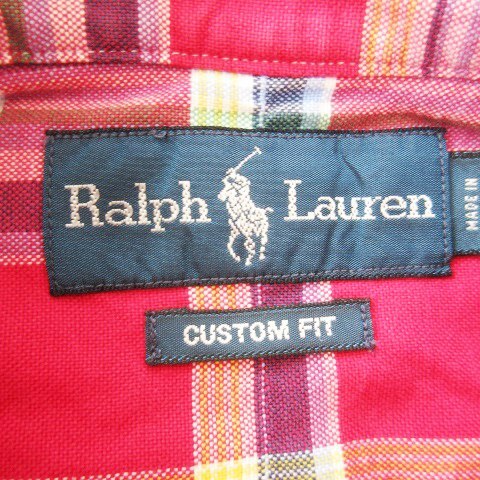 Ralph Lauren
MADE IN
CUSTOM FIT